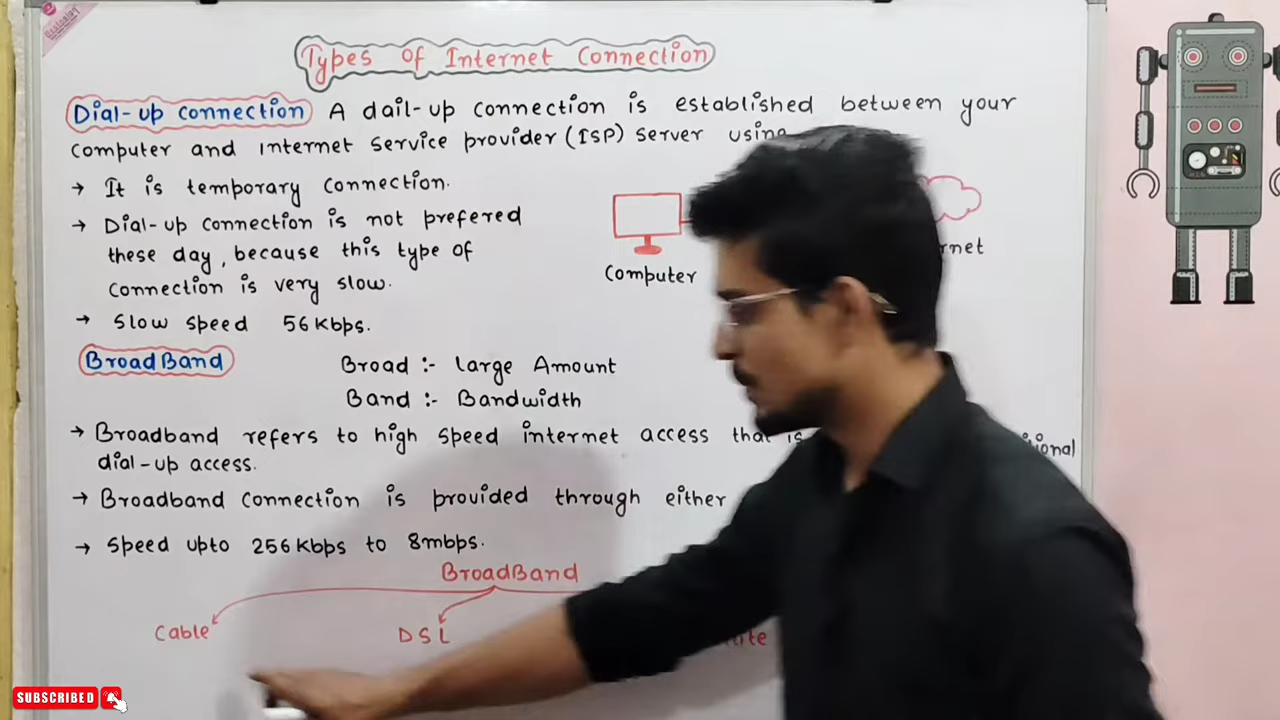 Types Of Internet Connection
Dial-up connection A dail-up connection is established between your
computer and internet service provider (ISP) server using
→ It is temporary connection.
→ Dial-up connection is not prefered
these day, because this type of
connection is very slow.
→ Slow speed 56Kbps.
Computer
BroadBand Broad :- large Amount
Band :- Bandwidth
→ Broadband refers to high speed internet access that is
dial-up access.
→ Broadband connection is provided through either
→ Speed upto 256Kbps to 8mbps.
BroadBand
Cable DSL
SUBSCRIBED